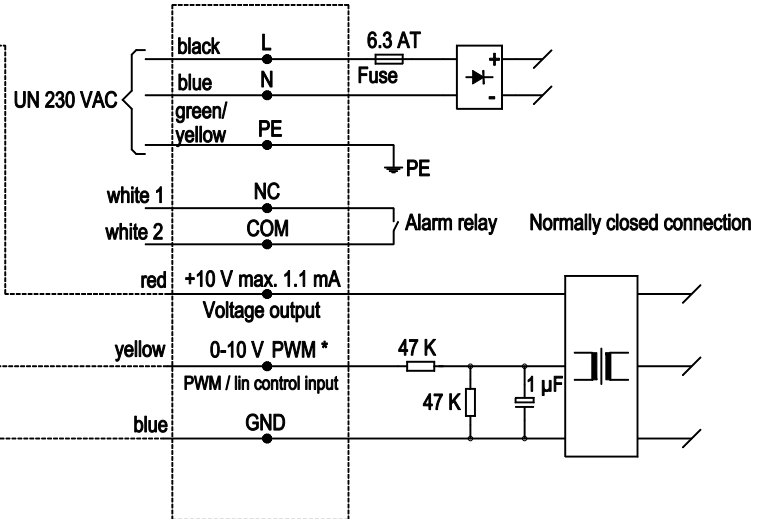 black L 6.3 AT
Fuse
+
UN 230 VAC
blue N
-
green/
yellow PE
PE
white 1 NC
white 2 COM
Alarm relay Normally closed connection
red +10 V max. 1.1 mA
Voltage output
yellow 0-10 V PWM *
47 K
PWM / lin control input
47 K
1 µF
blue GND